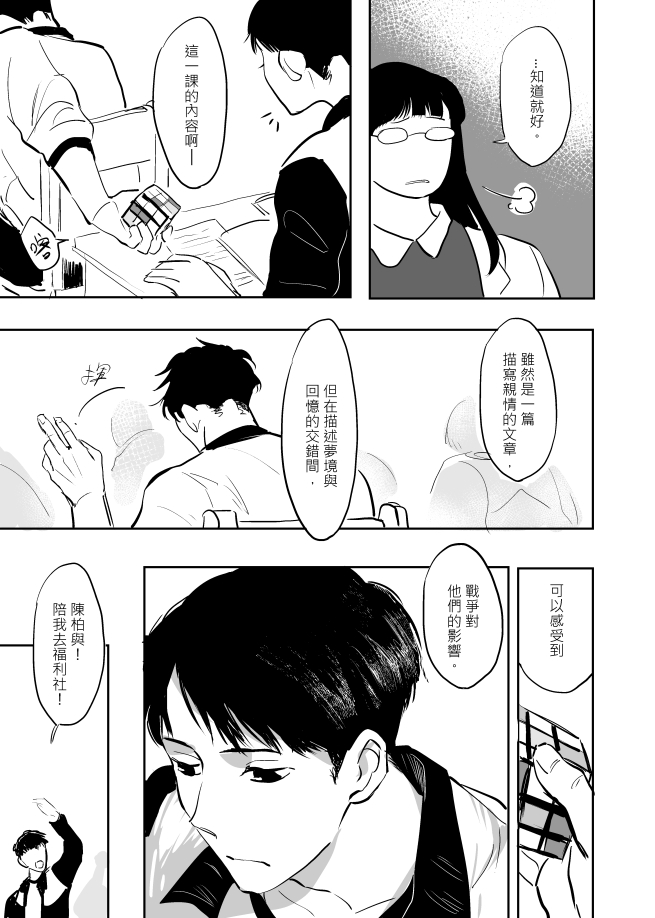 …知道就好。
這一課的內容啊—
雖然是一篇
描寫親情的文章，
但在描述夢境與
回憶的交錯間，
揮
可以感受到
戰爭對
他們的影響。
陳柏與！
陪我去福利社！